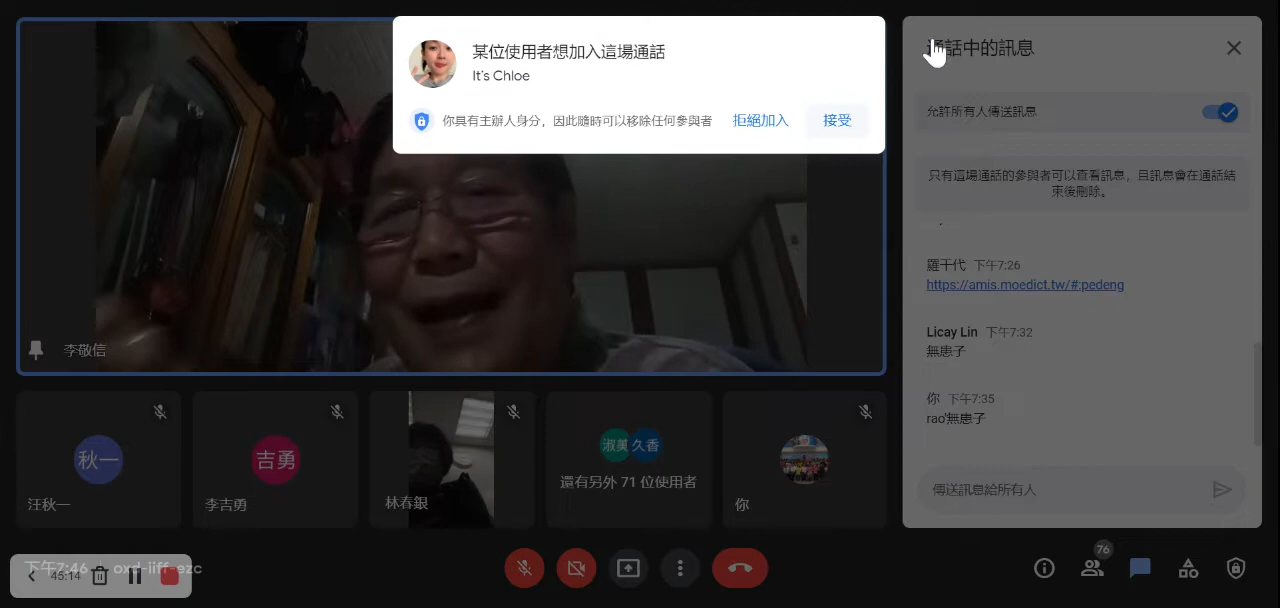 某位使用者想加入這場通話
It's Chloe
你具有主辦人身分，因此隨時可以移除任何參與者
拒絕加入
接受
李敬信
秋一
汪秋一
吉勇
李吉勇
林春銀
淑美
久香
還有另外 71 位使用者
你
通話中的訊息
允許所有人傳送訊息
只有這場通話的參與者可以查看訊息，且訊息會在通話結
束後刪除。
羅干代 下午7:26
https://amis.moedict.tw/#:pedeng
Licay Lin 下午7:32
無患子
你 下午7:35
rao'無患子
傳送訊息給所有人
下午7:46
oxd-iiff-ezc
45:14
76